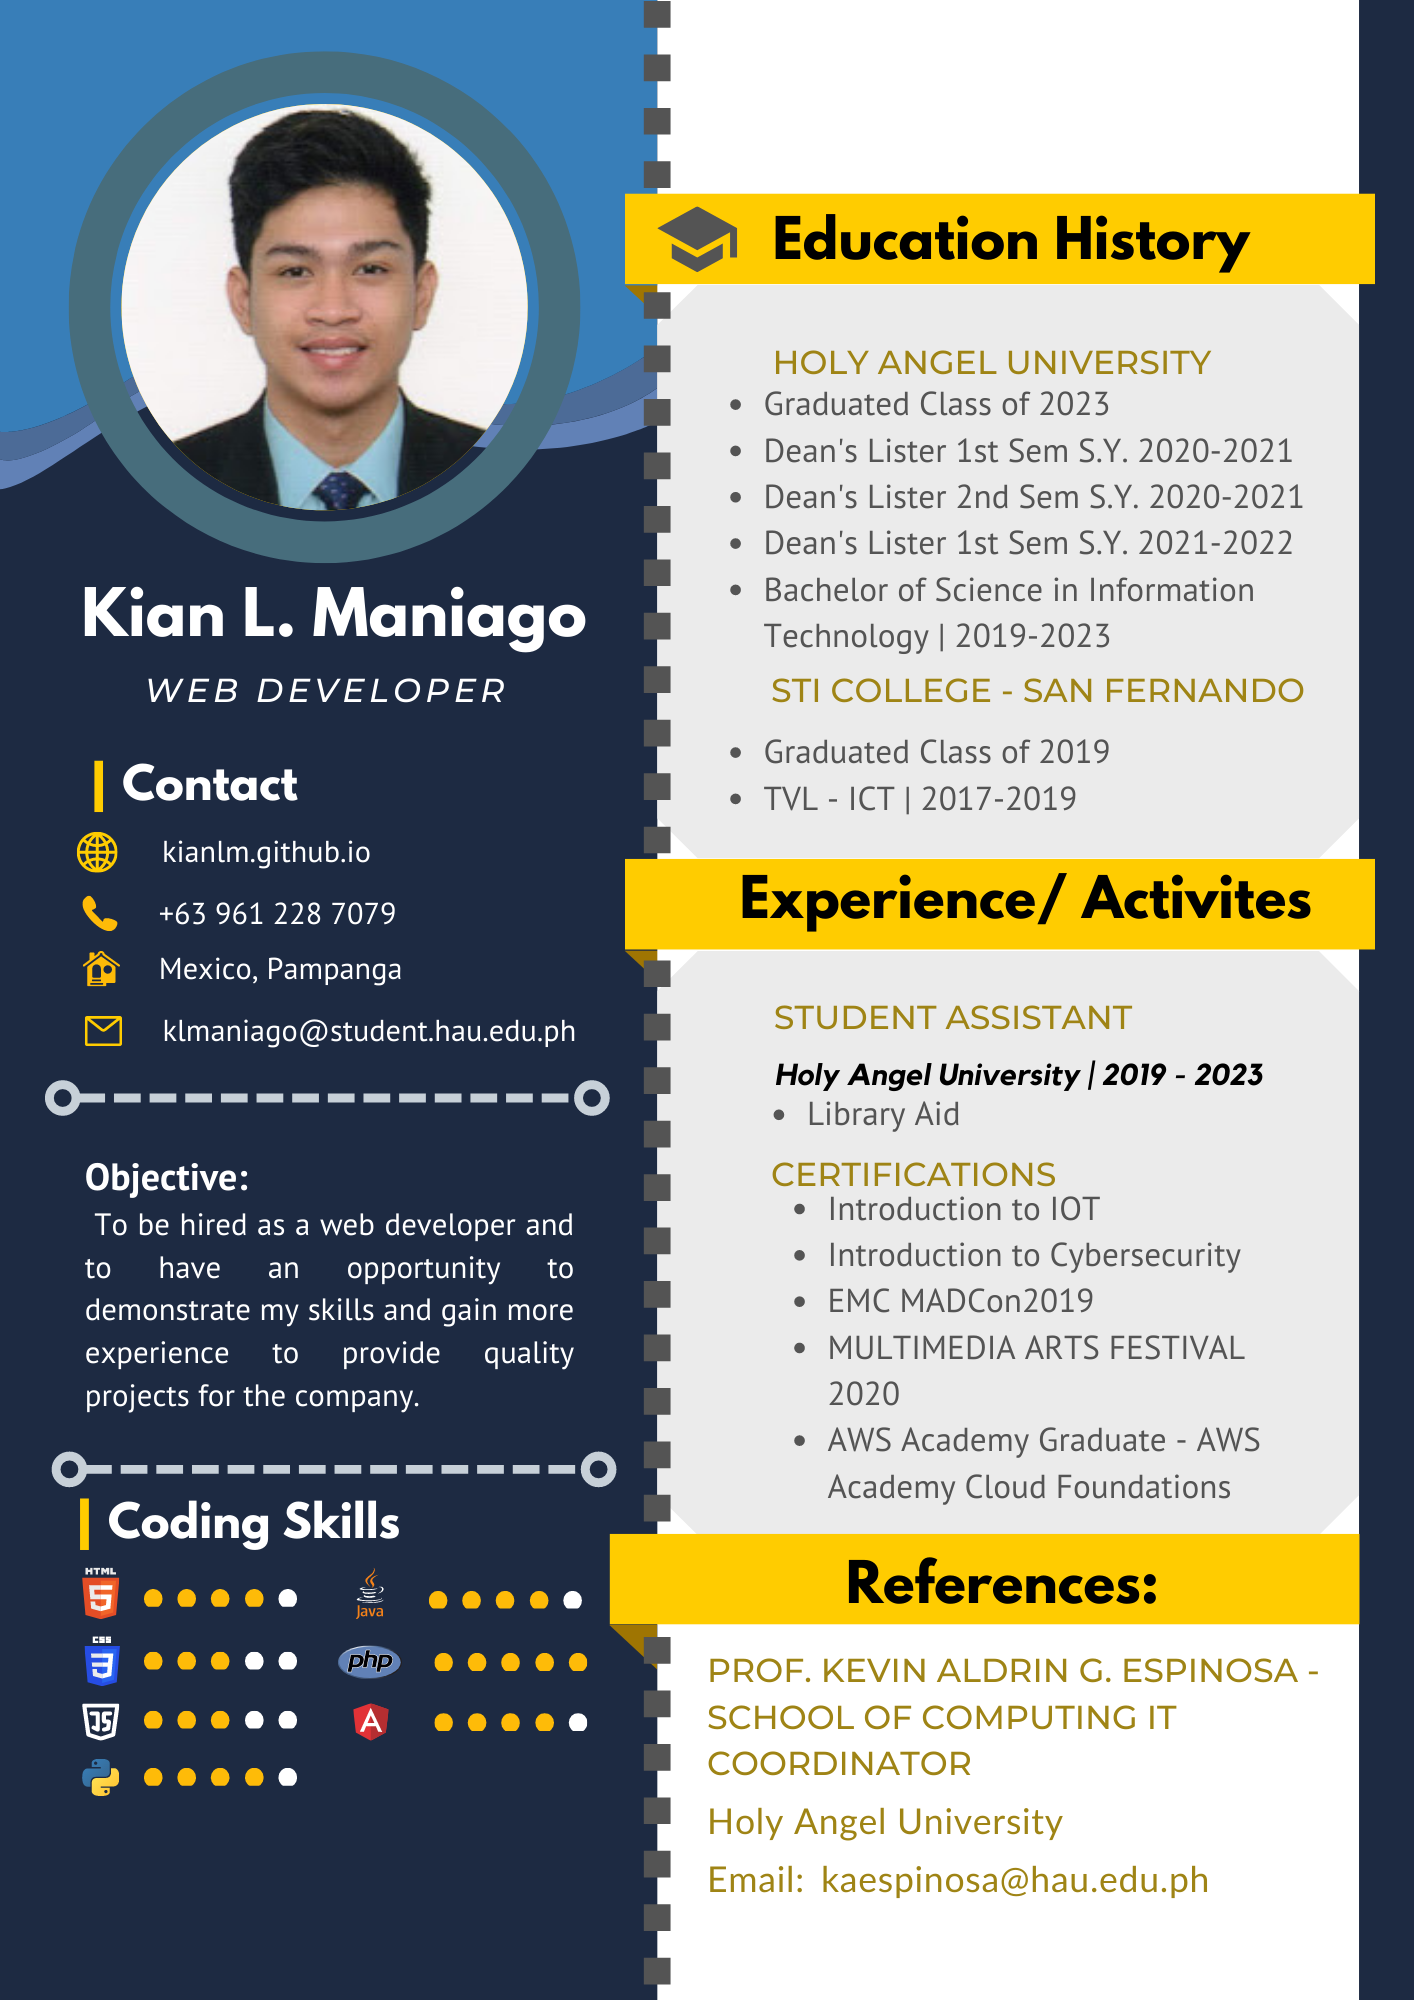 Kian L. Maniago
WEB DEVELOPER
Contact
kianlm.github.io
+63 961 228 7079
Mexico, Pampanga
klmaniago@student.hau.edu.ph
Objective:
To be hired as a web developer and
to have an opportunity to
demonstrate my skills and gain more
experience to provide quality
projects for the company.
Coding Skills
HTML
5
Java
CSS
3
php
JS
A
Education History
HOLY ANGEL UNIVERSITY
• Graduated Class of 2023
• Dean's Lister 1st Sem S.Y. 2020-2021
• Dean's Lister 2nd Sem S.Y. 2020-2021
• Dean's Lister 1st Sem S.Y. 2021-2022
• Bachelor of Science in Information
Technology | 2019-2023
STI COLLEGE - SAN FERNANDO
• Graduated Class of 2019
• TVL - ICT | 2017-2019
Experience/ Activites
STUDENT ASSISTANT
Holy Angel University | 2019 - 2023
• Library Aid
CERTIFICATIONS
• Introduction to IOT
• Introduction to Cybersecurity
• EMC MADCon2019
• MULTIMEDIA ARTS FESTIVAL
2020
• AWS Academy Graduate - AWS
Academy Cloud Foundations
References:
PROF. KEVIN ALDRIN G. ESPINOSA -
SCHOOL OF COMPUTING IT
COORDINATOR
Holy Angel University
Email: kaespinosa@hau.edu.ph